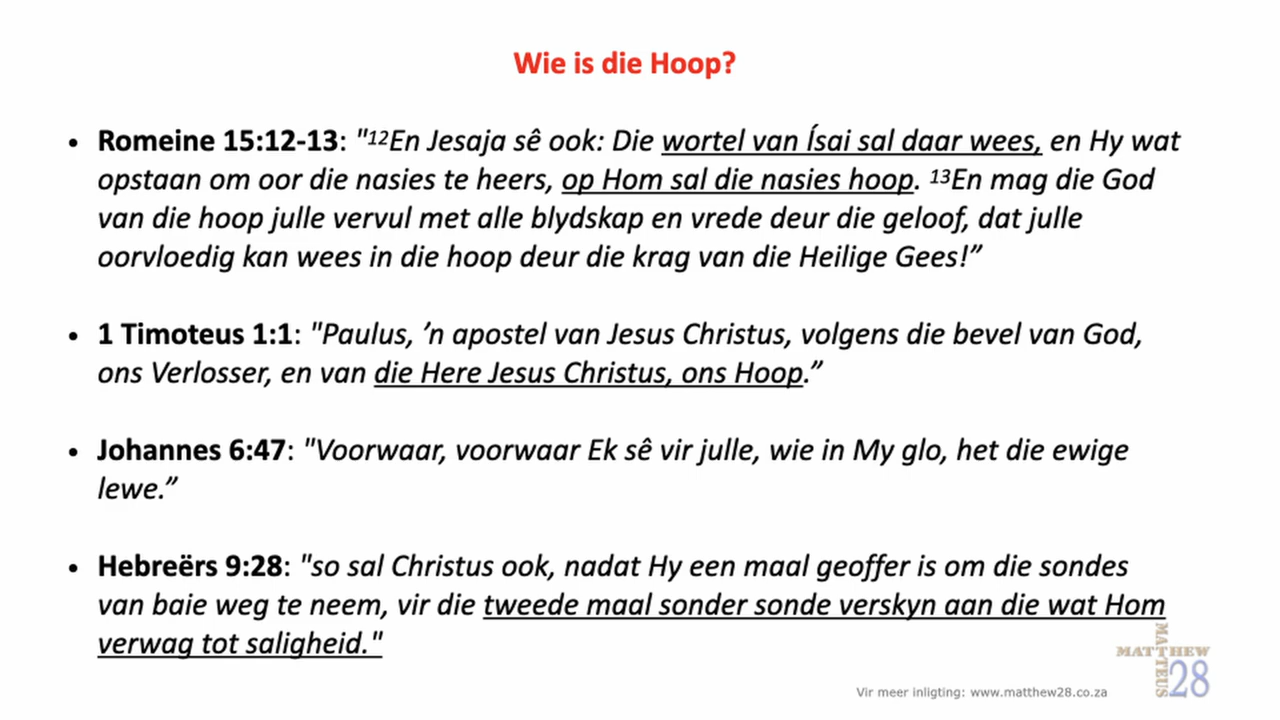 Wie is die Hoop?
• Romeine 15:12-13: "¹²En Jesaja sê ook: Die wortel van Ísai sal daar wees, en Hy wat
opstaan om oor die nasies te heers, op Hom sal die nasies hoop. ¹³En mag die God
van die hoop julle vervul met alle blydskap en vrede deur die geloof, dat julle
oorvloedig kan wees in die hoop deur die krag van die Heilige Gees!”
• 1 Timoteus 1:1: "Paulus, ’n apostel van Jesus Christus, volgens die bevel van God,
ons Verlosser, en van die Here Jesus Christus, ons Hoop.”
• Johannes 6:47: "Voorwaar, voorwaar Ek sê vir julle, wie in My glo, het die ewige
lewe.”
• Hebreërs 9:28: "so sal Christus ook, nadat Hy een maal geoffer is om die sondes
van baie weg te neem, vir die tweede maal sonder sonde verskyn aan die wat Hom
verwag tot saligheid."
MATTHEW
MATTEUS
28
Vir meer inligting: www.matthew28.co.za